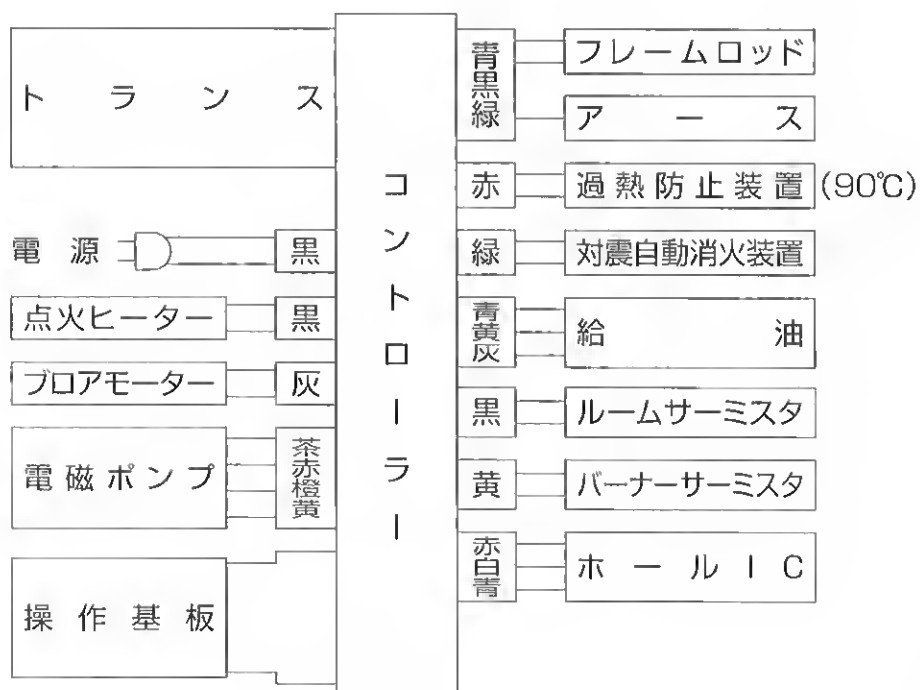 トランス
電源
黒
点火ヒーター
黒
ブロアモーター
灰
電磁ポンプ
茶赤橙黄
操作基板
コントローラー
青黒緑
フレームロッド
アース
赤
過熱防止装置(90℃)
緑
対震自動消火装置
青黄灰
給油
黒
ルームサーミスタ
黄
バーナーサーミスタ
赤白青
ホールIC